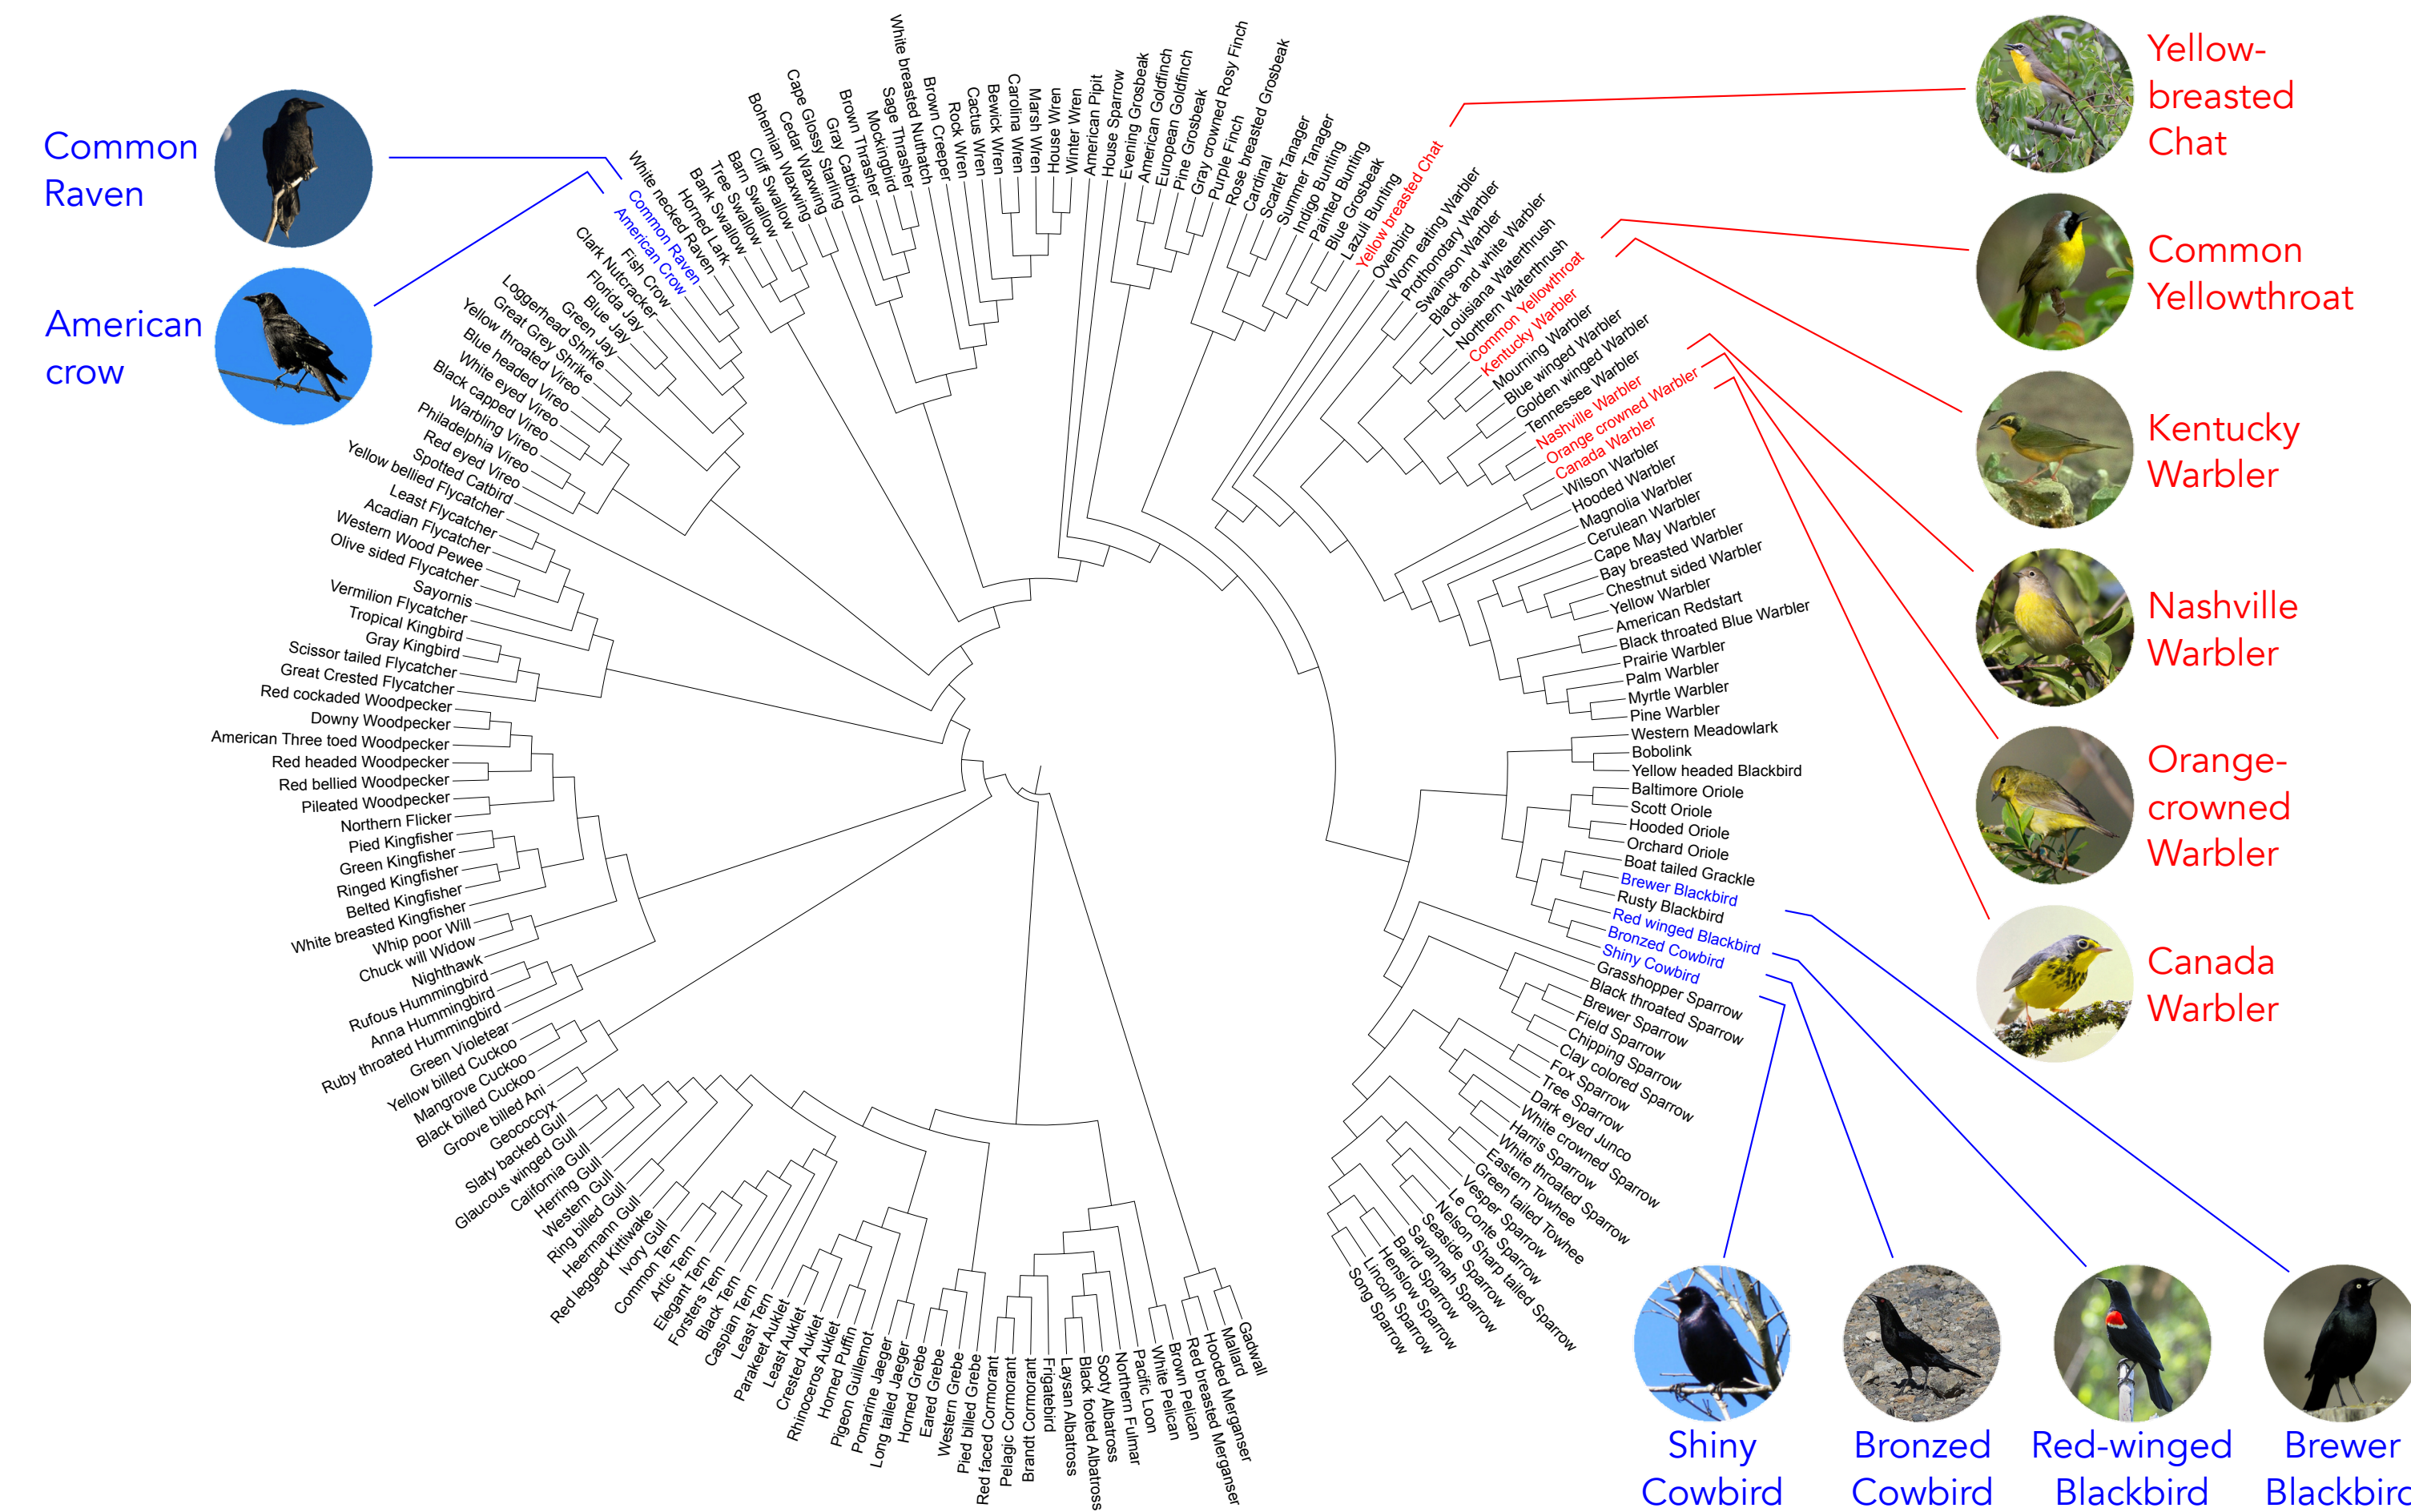 Common
Raven
American
crow
Yellow-
breasted
Chat
Common
Yellowthroat
Kentucky
Warbler
Nashville
Warbler
Orange-
crowned
Warbler
Canada
Warbler
Shiny
Cowbird
Bronzed
Cowbird
Red-winged
Blackbird
Brewer
Blackbird
Gadwall
Mallard
Hooded Merganser
Red breasted Merganser
Brown Pelican
White Pelican
Pacific Loon
Northern Fulmar
Sooty Albatross
Black footed Albatross
Laysan Albatross
Frigatebird
Brandt Cormorant
Pelagic Cormorant
Red faced Cormorant
Pied billed Grebe
Western Grebe
Eared Grebe
Horned Grebe
Long tailed Jaeger
Pomarine Jaeger
Pigeon Guillemot
Horned Puffin
Rhinoceros Auklet
Crested Auklet
Least Auklet
Parakeet Auklet
Least Tern
Caspian Tern
Black Tern
Forsters Tern
Elegant Tern
Artic Tern
Common Tern
Ivory Gull
Red legged Kittiwake
Heermann Gull
Ring billed Gull
Western Gull
Herring Gull
California Gull
Glaucous winged Gull
Slaty backed Gull
Geococcyx
Groove billed Ani
Black billed Cuckoo
Mangrove Cuckoo
Yellow billed Cuckoo
Green Violetear
Ruby throated Hummingbird
Anna Hummingbird
Rufous Hummingbird
Nighthawk
Chuck will Widow
Whip poor Will
White breasted Kingfisher
Belted Kingfisher
Ringed Kingfisher
Green Kingfisher
Pied Kingfisher
Northern Flicker
Pileated Woodpecker
Red bellied Woodpecker
Red headed Woodpecker
American Three toed Woodpecker
Downy Woodpecker
Red cockaded Woodpecker
Great Crested Flycatcher
Scissor tailed Flycatcher
Gray Kingbird
Tropical Kingbird
Vermilion Flycatcher
Sayornis
Olive sided Flycatcher
Western Wood Pewee
Acadian Flycatcher
Least Flycatcher
Yellow bellied Flycatcher
Spotted Catbird
Red eyed Vireo
Philadelphia Vireo
Warbling Vireo
Black capped Vireo
White eyed Vireo
Blue headed Vireo
Yellow throated Vireo
Great Grey Shrike
Loggerhead Shrike
Green Jay
Blue Jay
Florida Jay
Clark Nutcracker
Fish Crow
American Crow
Common Raven
White necked Raven
Horned Lark
Bank Swallow
Tree Swallow
Barn Swallow
Cliff Swallow
Bohemian Waxwing
Cedar Waxwing
Cape Glossy Starling
Gray Catbird
Brown Thrasher
Mockingbird
Sage Thrasher
White breasted Nuthatch
Brown Creeper
Rock Wren
Cactus Wren
Bewick Wren
Carolina Wren
Marsh Wren
House Wren
Winter Wren
American Pipit
House Sparrow
Evening Grosbeak
American Goldfinch
European Goldfinch
Pine Grosbeak
Gray crowned Rosy Finch
Purple Finch
Rose breasted Grosbeak
Cardinal
Scarlet Tanager
Summer Tanager
Indigo Bunting
Painted Bunting
Blue Grosbeak
Lazuli Bunting
Yellow breasted Chat
Ovenbird
Worm eating Warbler
Prothonotary Warbler
Swainson Warbler
Black and white Warbler
Louisiana Waterthrush
Northern Waterthrush
Common Yellowthroat
Kentucky Warbler
Mourning Warbler
Blue winged Warbler
Golden winged Warbler
Tennessee Warbler
Nashville Warbler
Orange crowned Warbler
Canada Warbler
Wilson Warbler
Hooded Warbler
Magnolia Warbler
Cerulean Warbler
Cape May Warbler
Bay breasted Warbler
Chestnut sided Warbler
Yellow Warbler
American Redstart
Black throated Blue Warbler
Prairie Warbler
Palm Warbler
Myrtle Warbler
Pine Warbler
Western Meadowlark
Bobolink
Yellow headed Blackbird
Baltimore Oriole
Scott Oriole
Hooded Oriole
Orchard Oriole
Boat tailed Grackle
Brewer Blackbird
Rusty Blackbird
Red winged Blackbird
Bronzed Cowbird
Shiny Cowbird
Grasshopper Sparrow
Black throated Sparrow
Brewer Sparrow
Field Sparrow
Chipping Sparrow
Clay colored Sparrow
Fox Sparrow
Tree Sparrow
Dark eyed Junco
White crowned Sparrow
Harris Sparrow
White throated Sparrow
Eastern Towhee
Green tailed Towhee
Vesper Sparrow
Le Conte Sparrow
Nelson Sharp tailed Sparrow
Seaside Sparrow
Savannah Sparrow
Baird Sparrow
Henslow Sparrow
Lincoln Sparrow
Song Sparrow